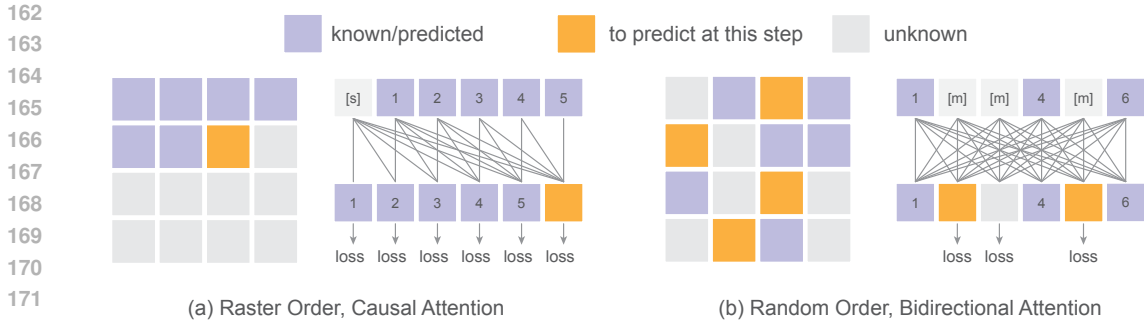 162
163
164
165
166
167
168
169
170
171
known/predicted to predict at this step unknown
[s] 1 2 3 4 5
1 2 3 4 5
loss loss loss loss loss loss
(a) Raster Order, Causal Attention
1 [m] [m] 4 [m] 6
1 4 6
loss loss loss
(b) Random Order, Bidirectional Attention